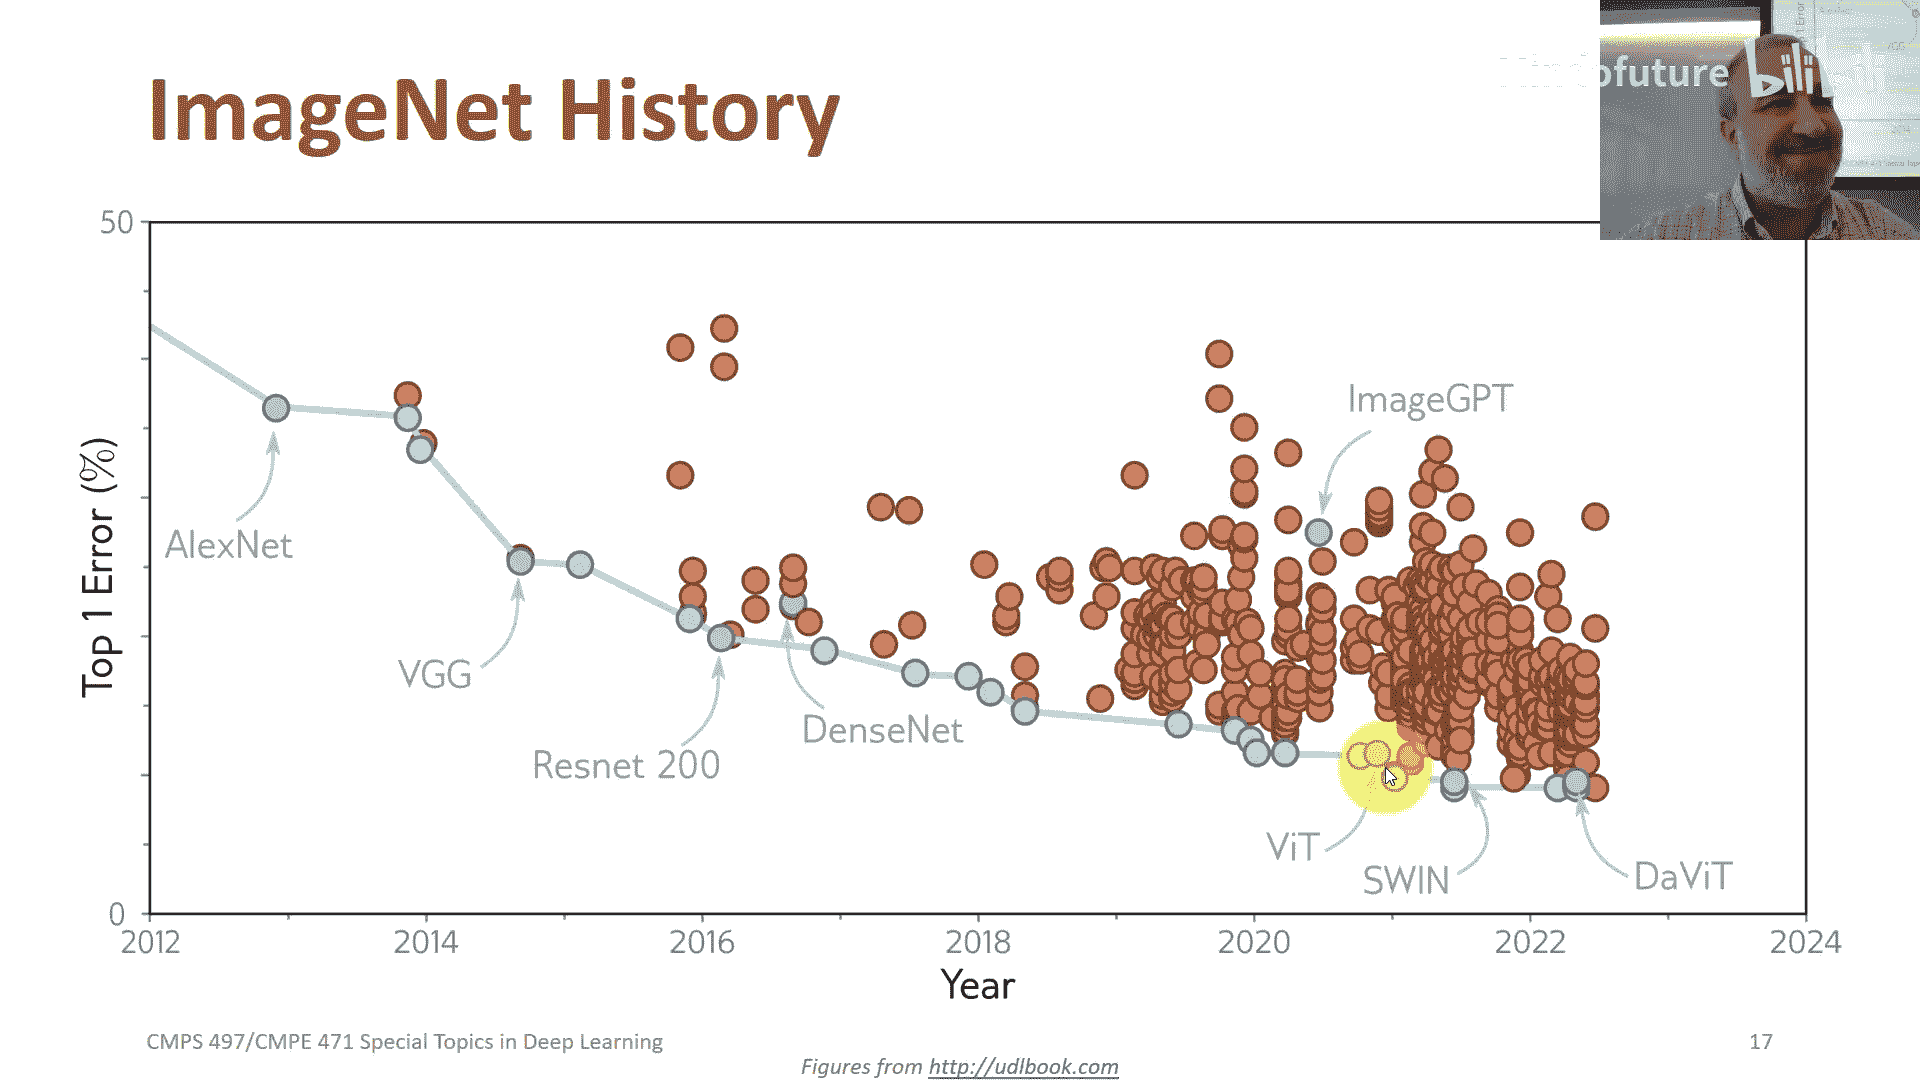 ImageNet History
ofuture bili
50
ImageGPT
Top 1 Error (%)
AlexNet
VGG
DenseNet
Resnet 200
ViT
SWIN
DaViT
0
2012 2014 2016 2018 2020 2022 2024
Year
CMPS 497/CMPE 471 Special Topics in Deep Learning
17
Figures from http://udlbook.com